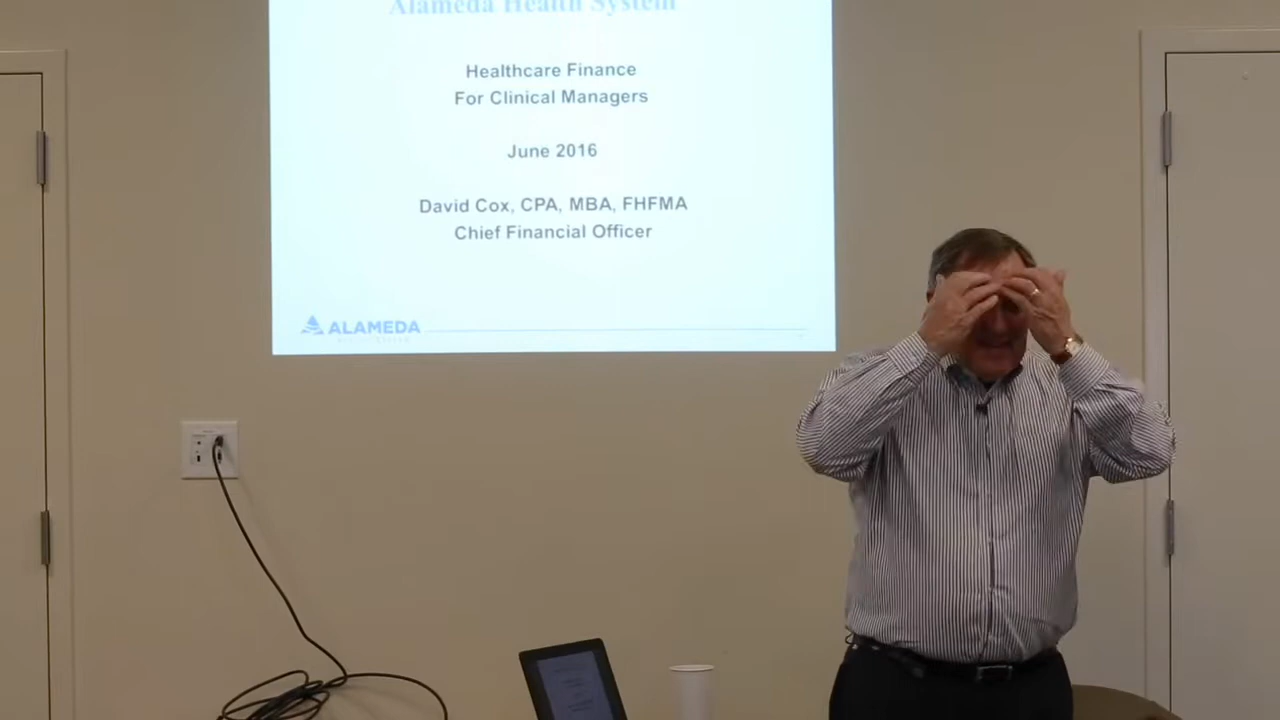 Alameda Health System
Healthcare Finance
For Clinical Managers
June 2016
David Cox, CPA, MBA, FHFMA
Chief Financial Officer
ALAMEDA